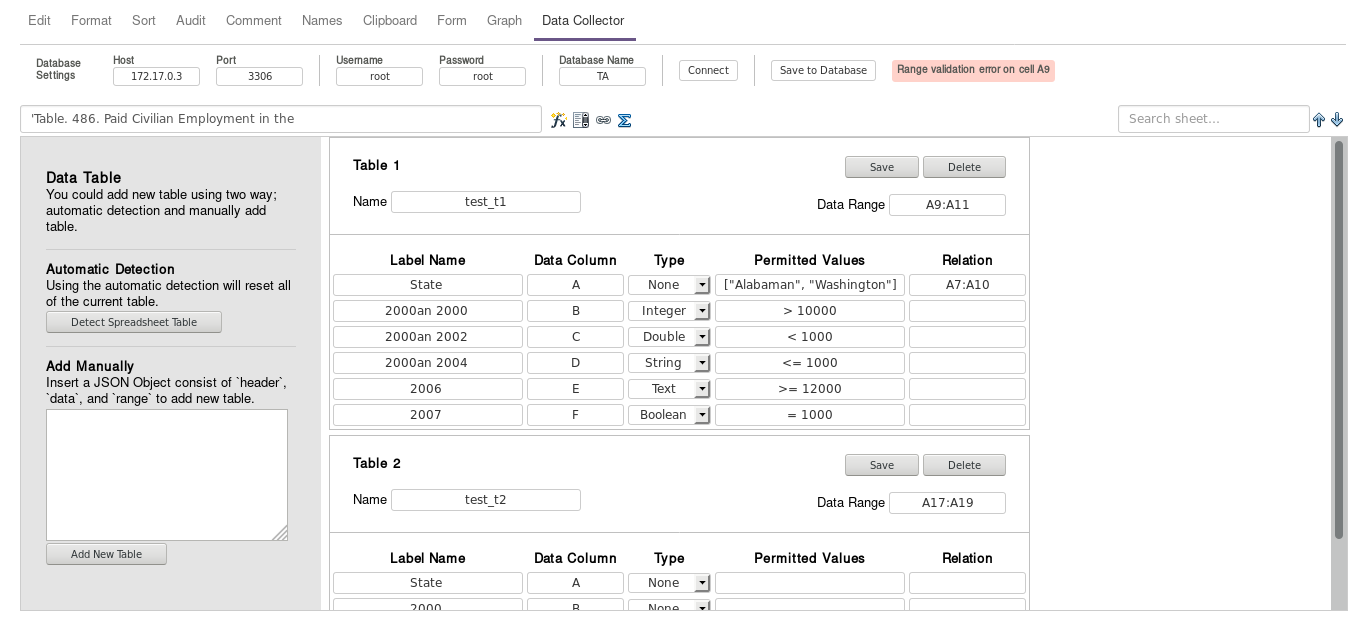 Edit Format Sort Audit Comment Names Clipboard Form Graph Data Collector
Database Settings Host 172.17.0.3 Port 3306 Username root Password root Database Name TA Connect Save to Database Range validation error on cell A9
'Table. 486. Paid Civilian Employment in the Search sheet...
Data Table
You could add new table using two way;
automatic detection and manually add
table.
Automatic Detection
Using the automatic detection will reset all
of the current table.
Detect Spreadsheet Table
Add Manually
Insert a JSON Object consist of `header`,
`data`, and `range` to add new table.
Add New Table
Table 1 Save Delete
Name test_t1 Data Range A9:A11
Label Name Data Column Type Permitted Values Relation
State A None ["Alabaman", "Washington"] A7:A10
2000an 2000 B Integer > 10000
2000an 2002 C Double < 1000
2000an 2004 D String <= 1000
2006 E Text >= 12000
2007 F Boolean = 1000
Table 2 Save Delete
Name test_t2 Data Range A17:A19
Label Name Data Column Type Permitted Values Relation
State A None
2000 B None